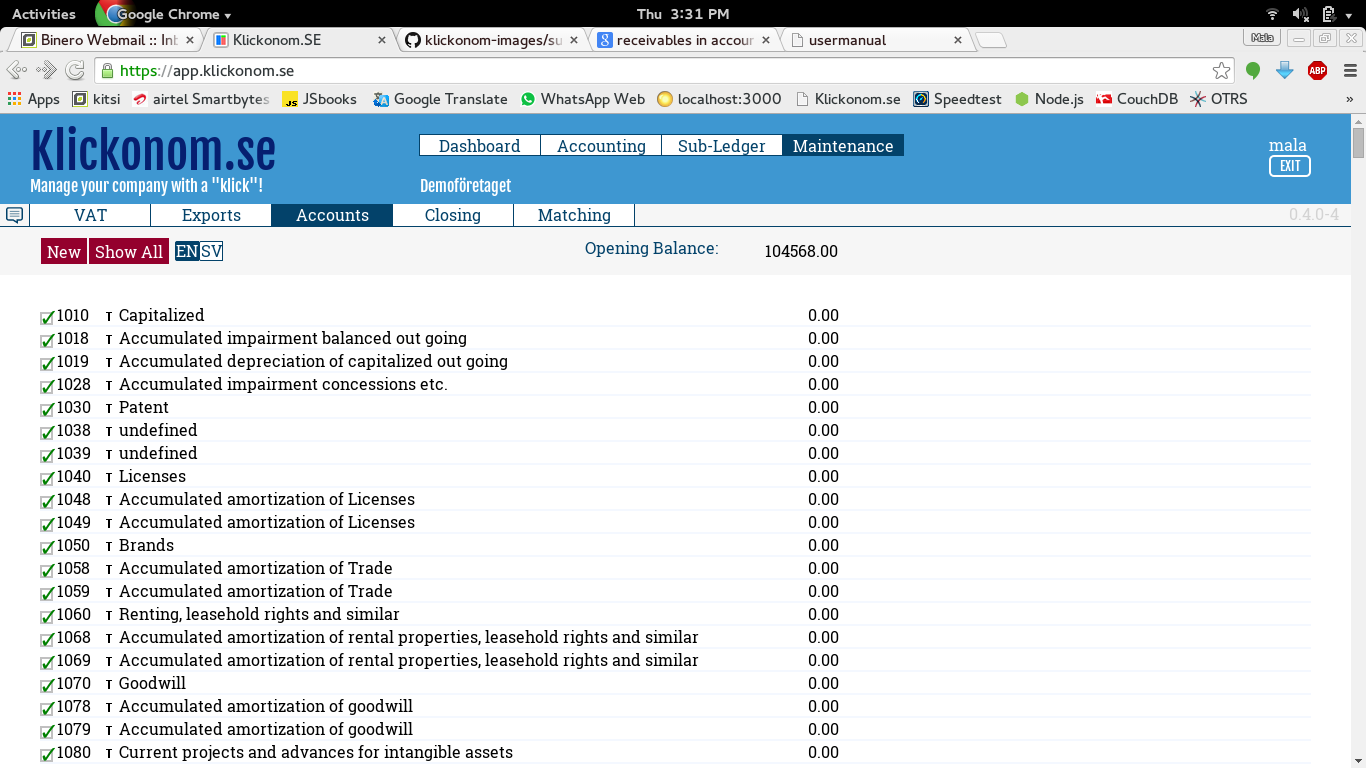 Activities Google Chrome Thu 3:31 PM
Binero Webmail :: Inb Klickonom.SE klickonom-images/su receivables in accour usermanual Mala
https://app.klickonom.se ABP
Apps kitsi airtel Smartbytes JS JSbooks Google Translate WhatsApp Web localhost:3000 Klickonom.se Speedtest Node.js CouchDB OTRS »
Klickonom.se
Dashboard Accounting Sub-Ledger Maintenance
mala
EXIT
Manage your company with a "klick"! Demoföretaget
VAT Exports Accounts Closing Matching 0.4.0-4
New Show All EN SV Opening Balance: 104568.00
1010 T Capitalized 0.00
1018 T Accumulated impairment balanced out going 0.00
1019 T Accumulated depreciation of capitalized out going 0.00
1028 T Accumulated impairment concessions etc. 0.00
1030 T Patent 0.00
1038 T undefined 0.00
1039 T undefined 0.00
1040 T Licenses 0.00
1048 T Accumulated amortization of Licenses 0.00
1049 T Accumulated amortization of Licenses 0.00
1050 T Brands 0.00
1058 T Accumulated amortization of Trade 0.00
1059 T Accumulated amortization of Trade 0.00
1060 T Renting, leasehold rights and similar 0.00
1068 T Accumulated amortization of rental properties, leasehold rights and similar 0.00
1069 T Accumulated amortization of rental properties, leasehold rights and similar 0.00
1070 T Goodwill 0.00
1078 T Accumulated amortization of goodwill 0.00
1079 T Accumulated amortization of goodwill 0.00
1080 T Current projects and advances for intangible assets 0.00